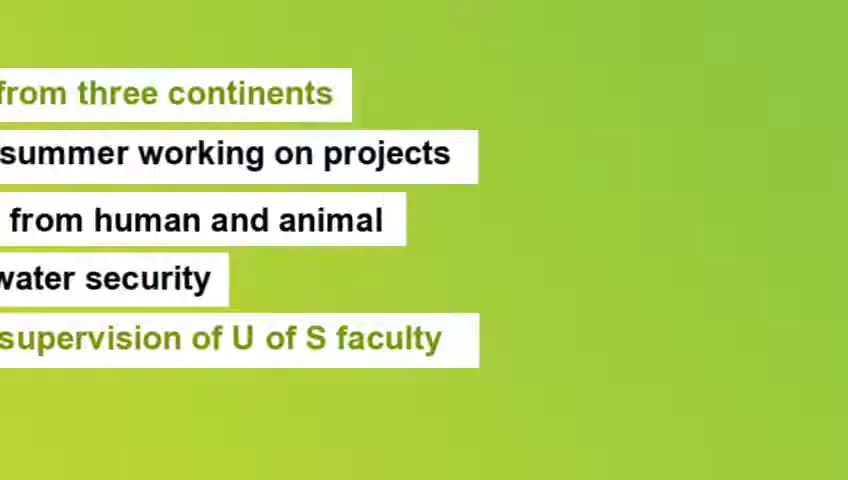 from three continents
summer working on projects
from human and animal
water security
supervision of U of S faculty